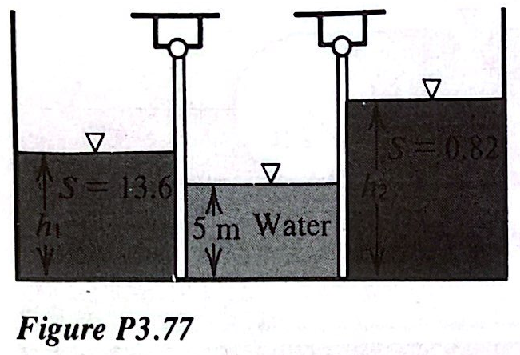 S = 13.6
h1
5 m Water
S = 0.82
h2
Figure P3.77